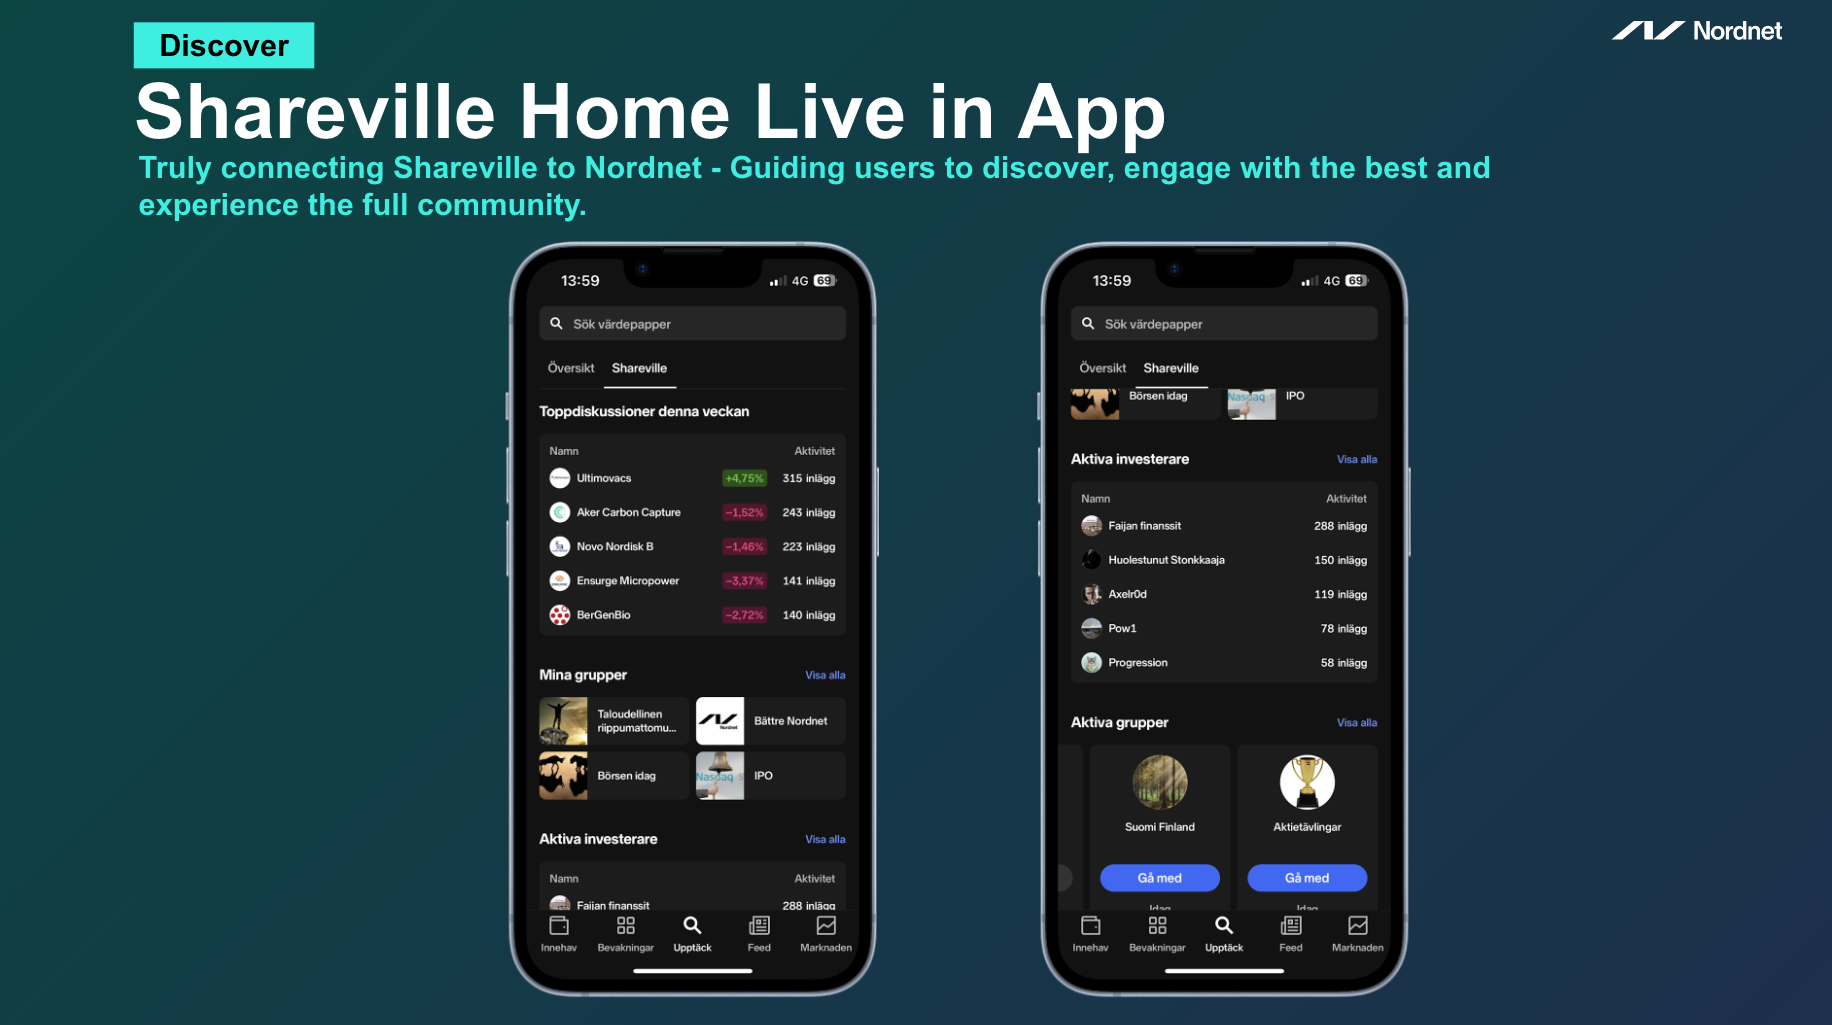 Discover
Nordnet
Shareville Home Live in App
Truly connecting Shareville to Nordnet - Guiding users to discover, engage with the best and
experience the full community.
13:59
4G 69
Sök värdepapper
Översikt Shareville
Toppdiskussioner denna veckan
Namn Aktivitet
Ultimovacs +4,75% 315 inlägg
Aker Carbon Capture −1,52% 243 inlägg
Novo Nordisk B −1,46% 223 inlägg
Ensurge Micropower −3,37% 141 inlägg
BerGenBio −2,72% 140 inlägg
Mina grupper Visa alla
Taloudellinen
riippumattomu...
Nordnet
Bättre Nordnet
Börsen idag
Nasdaq
IPO
Aktiva investerare Visa alla
Namn Aktivitet
Faijan finanssit 288 inlägg
Innehav Bevakningar Upptäck Feed Marknaden
13:59
4G 69
Sök värdepapper
Översikt Shareville
Börsen idag
Nasdaq
IPO
Aktiva investerare Visa alla
Namn Aktivitet
Faijan finanssit 288 inlägg
Huolestunut Stonkkaaja 150 inlägg
Axelr0d 119 inlägg
Pow1 78 inlägg
Progression 58 inlägg
Aktiva grupper Visa alla
Suomi Finland
Aktietävlingar
Gå med
Gå med
Idag
Idag
Innehav Bevakningar Upptäck Feed Marknaden